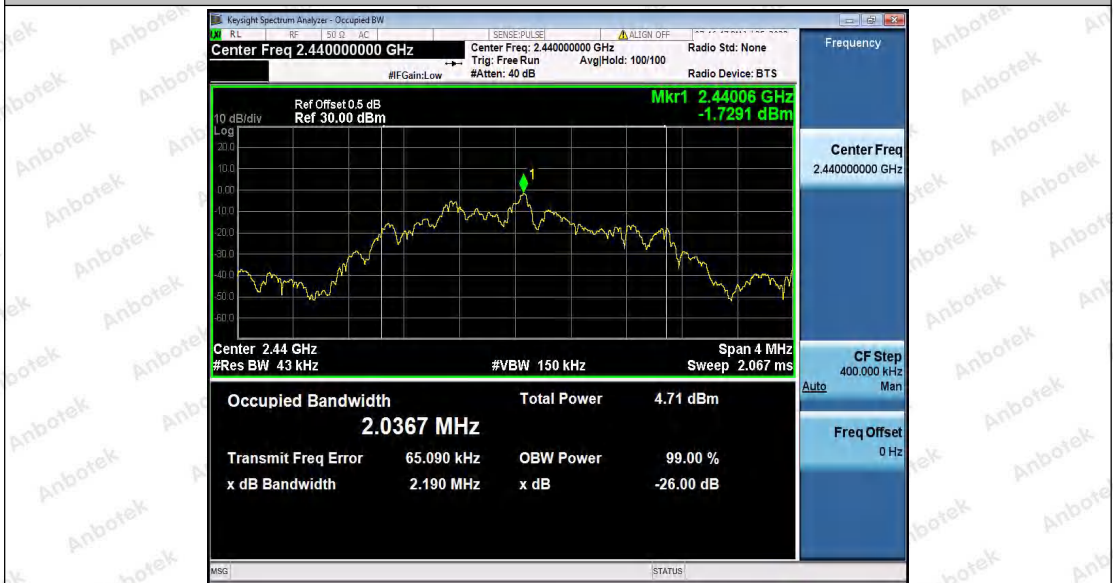 Keysight Spectrum Analyzer - Occupied BW
RL RF 50 Ω AC SENSE:PULSE ALIGN OFF
Center Freq 2.440000000 GHz
Center Freq: 2.440000000 GHz Radio Std: None
Trig: Free Run Avg|Hold: 100/100
#IFGain:Low #Atten: 40 dB Radio Device: BTS
Frequency
Ref Offset 0.5 dB
10 dB/div Ref 30.00 dBm
Mkr1 2.44006 GHz
-1.7291 dBm
Log
20.0
10.0
0.00
-10.0
-20.0
-30.0
-40.0
-50.0
-60.0
1
Center 2.44 GHz Span 4 MHz
#Res BW 43 kHz #VBW 150 kHz Sweep 2.067 ms
Center Freq
2.440000000 GHz
CF Step
400.000 kHz
Auto Man
Freq Offset
0 Hz
Occupied Bandwidth Total Power 4.71 dBm
2.0367 MHz
Transmit Freq Error 65.090 kHz OBW Power 99.00 %
x dB Bandwidth 2.190 MHz x dB -26.00 dB
MSG STATUS
Anbotek